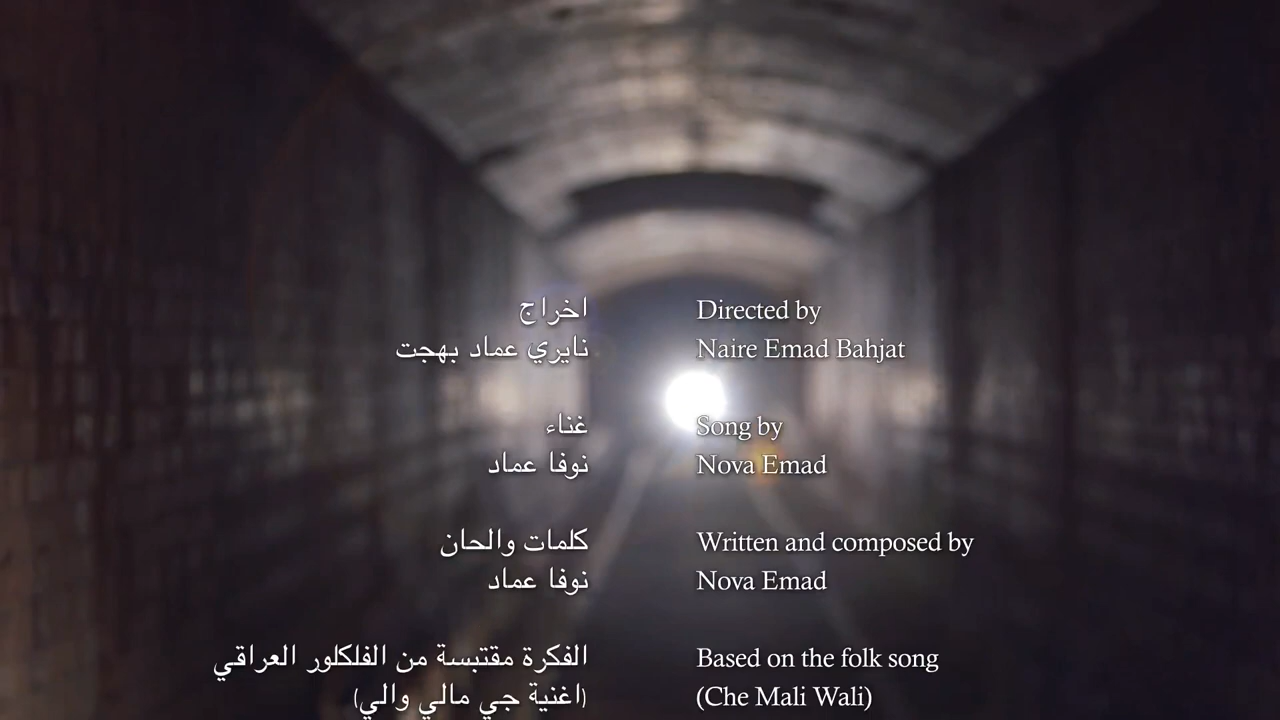 اخراج
Directed by
نايري عماد بهجت
Naire Emad Bahjat
غناء
Song by
نوفا عماد
Nova Emad
كلمات والحان
Written and composed by
نوفا عماد
Nova Emad
الفكرة مقتبسة من الفلكلور العراقي
Based on the folk song
(اغنية جي مالي والي)
(Che Mali Wali)